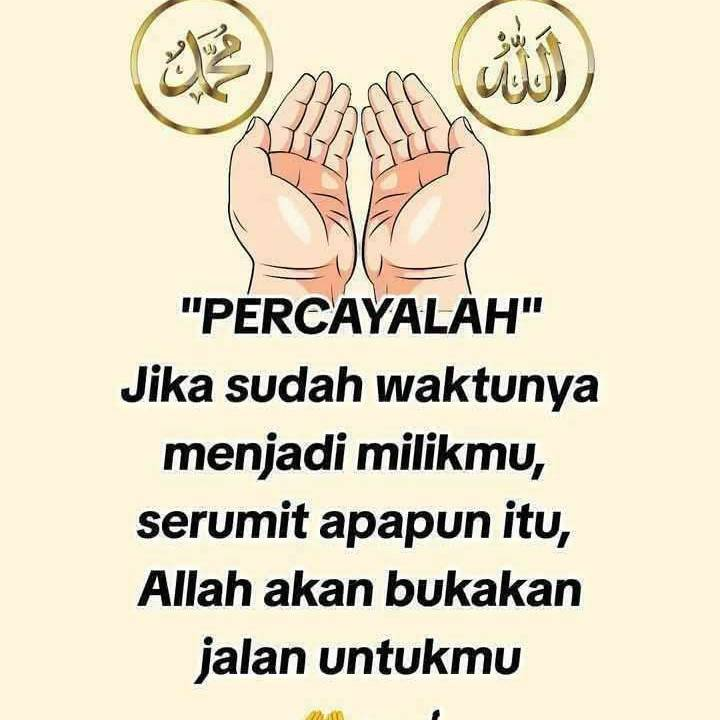 محمد
الله
"PERCAYALAH"
Jika sudah waktunya
menjadi milikmu,
serumit apapun itu,
Allah akan bukakan
jalan untukmu